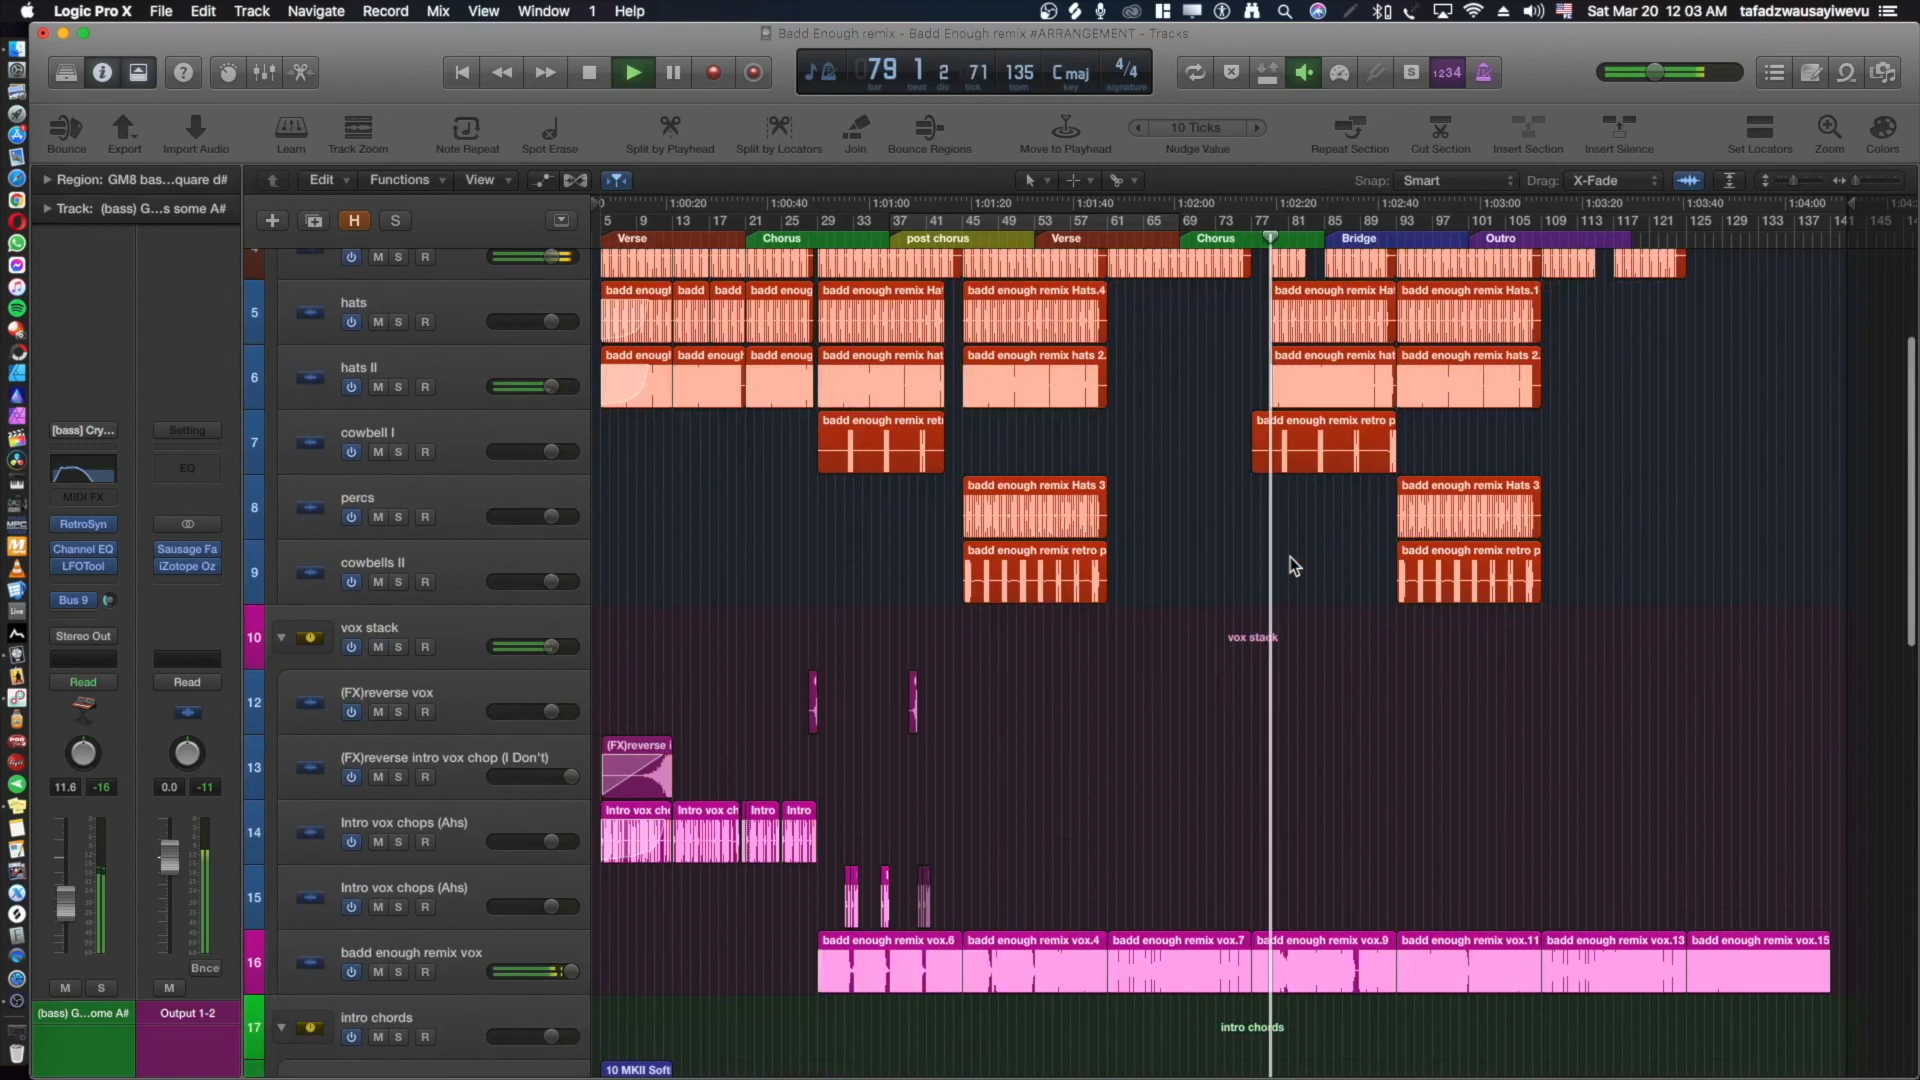 Logic Pro X File Edit Track Navigate Record Mix View Window 1 Help
Sat Mar 20 12 03 AM tafadzwausayiwevu
Badd Enough remix - Badd Enough remix #ARRANGEMENT - Tracks
79 1 2 71 135 C maj 4/4
bar beat div tick bpm key signature
S 1234
Bounce Export Import Audio Learn Track Zoom Note Repeat Spot Erase Split by Playhead Split by Locators Join Bounce Regions Move to Playhead
10 Ticks
Nudge Value
Repeat Section Cut Section Insert Section Insert Silence Set Locators Zoom Colors
Region: GM8 bas...quare d#
Edit Functions View
Snap: Smart Drag: X-Fade
Track: (bass) G...s some A#
1:00:20 1:00:40 1:01:00 1:01:20 1:01:40 1:02:00 1:02:20 1:02:40 1:03:00 1:03:20 1:03:40 1:04:00
H S
5 9 13 17 21 25 29 33 37 41 45 49 53 57 61 65 69 73 77 81 85 89 93 97 101 105 109 113 117 121 125 129 133 137 141 145 149
Verse Chorus post chorus Verse Chorus Bridge Outro
M S R
5 hats
M S R
badd enough badd badd badd enoug badd enough remix Hat badd enough remix Hats.4 badd enough remix Hat badd enough remix Hats.1
6 hats II
M S R
badd enough badd enough badd enoug badd enough remix hat badd enough remix hats 2. badd enough remix hat badd enough remix hats 2.
7 cowbell I
M S R
badd enough remix retr badd enough remix retro p
8 percs
M S R
badd enough remix Hats 3 badd enough remix Hats 3
9 cowbells II
M S R
badd enough remix retro p badd enough remix retro p
10 vox stack
M S R
vox stack
12 (FX)reverse vox
M S R
13 (FX)reverse intro vox chop (I Don't)
M S R
(FX)reverse i
14 Intro vox chops (Ahs)
M S R
Intro vox cho Intro vox ch Intro Intro
15 Intro vox chops (Ahs)
M S R
16 badd enough remix vox
M S R
badd enough remix vox.6 badd enough remix vox.4 badd enough remix vox.7 badd enough remix vox.9 badd enough remix vox.11 badd enough remix vox.13 badd enough remix vox.15
17 intro chords
M S R
intro chords
10 MKII Soft
[bass] Cry... Setting
EQ
MIDI FX
RetroSyn
Channel EQ Sausage Fa
LFOTool iZotope Oz
Bus 9
Stereo Out
Read Read
11.6 -16 0.0 -11
Bnce
M S M
(bass) G...ome A# Output 1-2